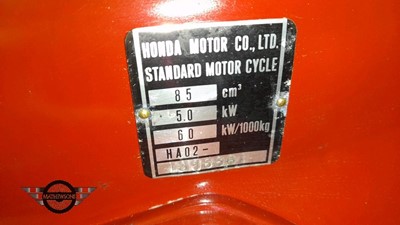 HONDA MOTOR CO., LTD.
STANDARD MOTOR CYCLE
85 cm³
5.0 kW
60 kW/1000kg
HA02-